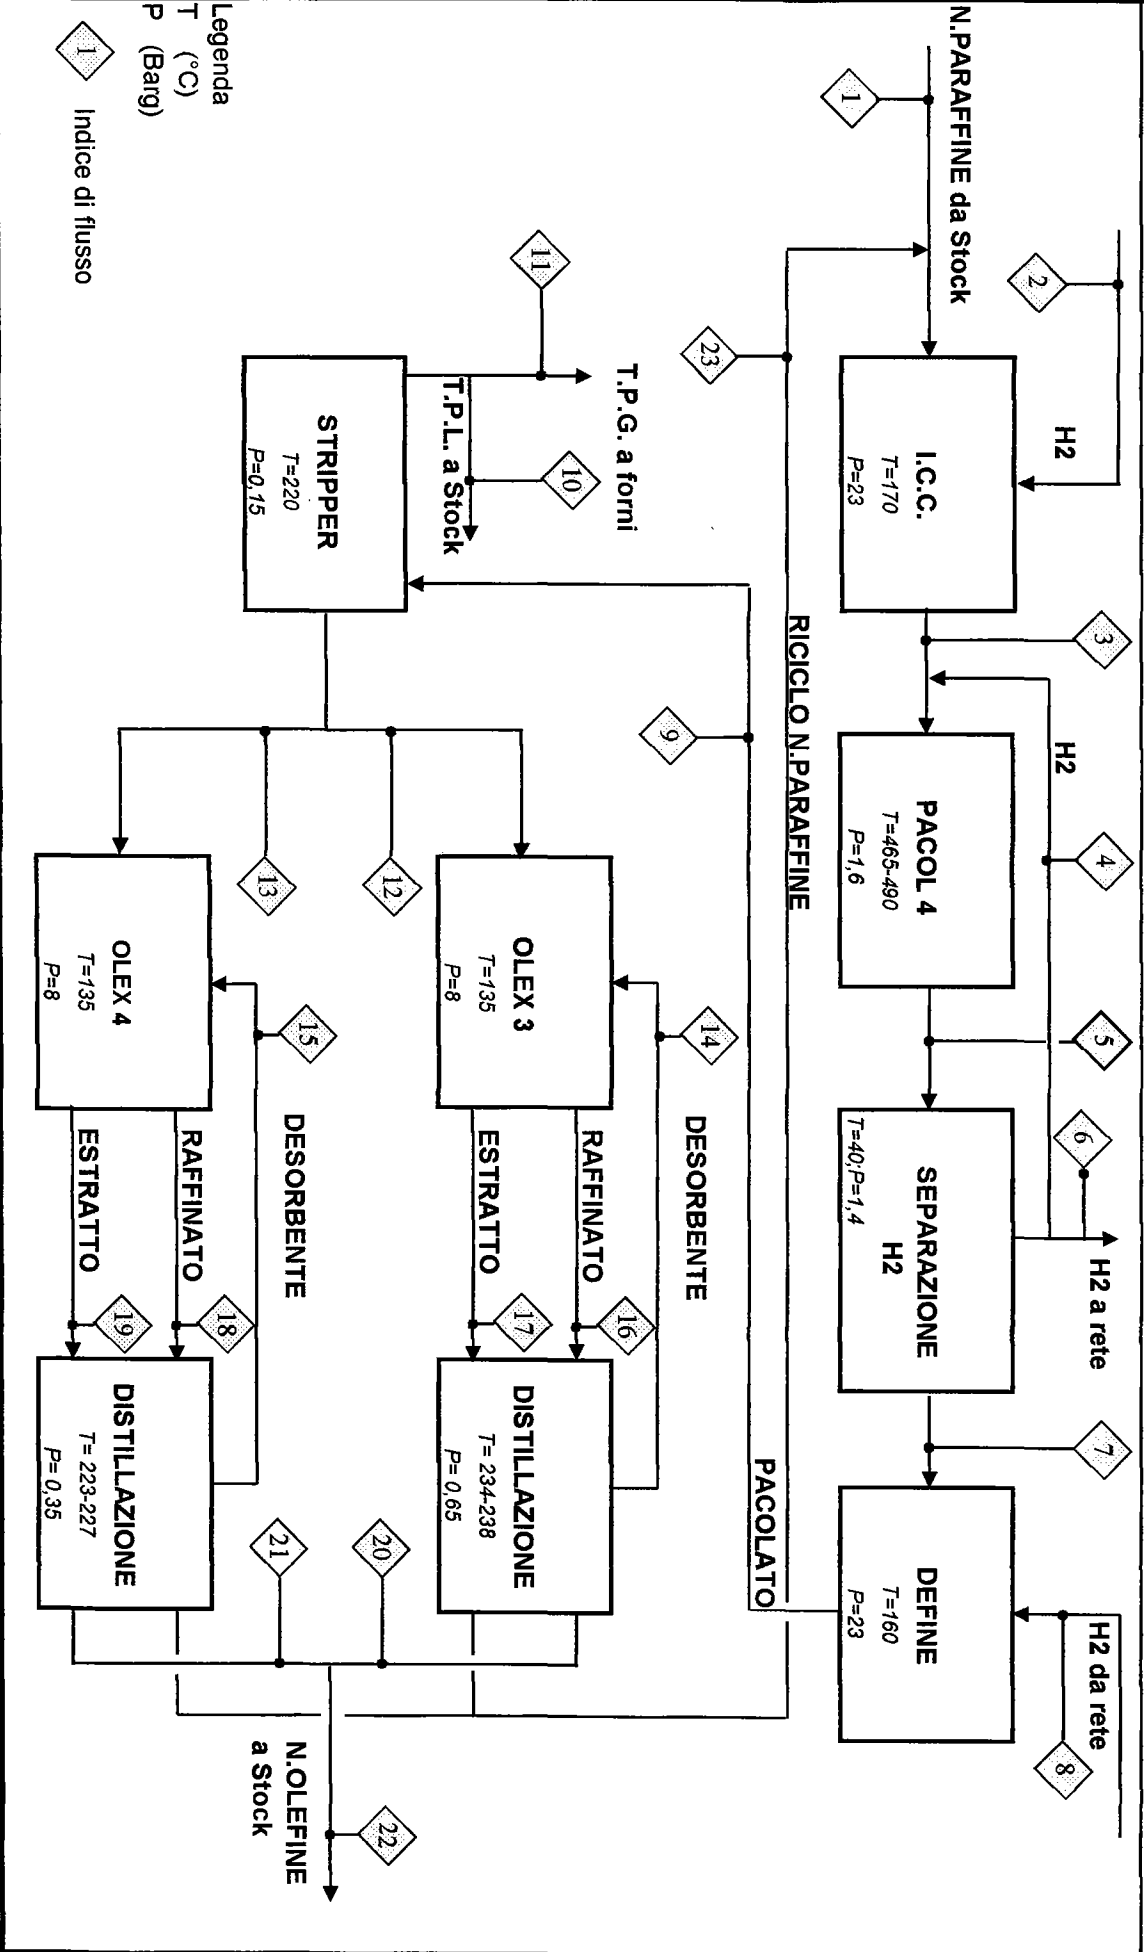 N.PARAFFINE da Stock
1
2
H2
I.C.C.
T=170
P=23
3
H2
PACOL 4
T=465-490
P=1,6
4
5
6
H2 a rete
SEPARAZIONE
H2
T=40;P=1,4
7
H2 da rete
8
DEFINE
T=160
P=23
23
RICICLO N.PARAFFINE
9
PACOLATO
11
T.P.G. a forni
10
T.P.L. a Stock
STRIPPER
T=220
P=0,15
12
13
OLEX 3
T=135
P=8
14
DESORBENTE
RAFFINATO
ESTRATTO
16
17
DISTILLAZIONE
T= 234-238
P= 0,65
OLEX 4
T=135
P=8
15
DESORBENTE
RAFFINATO
ESTRATTO
18
19
DISTILLAZIONE
T= 223-227
P= 0,35
20
21
22
N.OLEFINE
a Stock
Legenda
T (°C)
P (Barg)
1 Indice di flusso